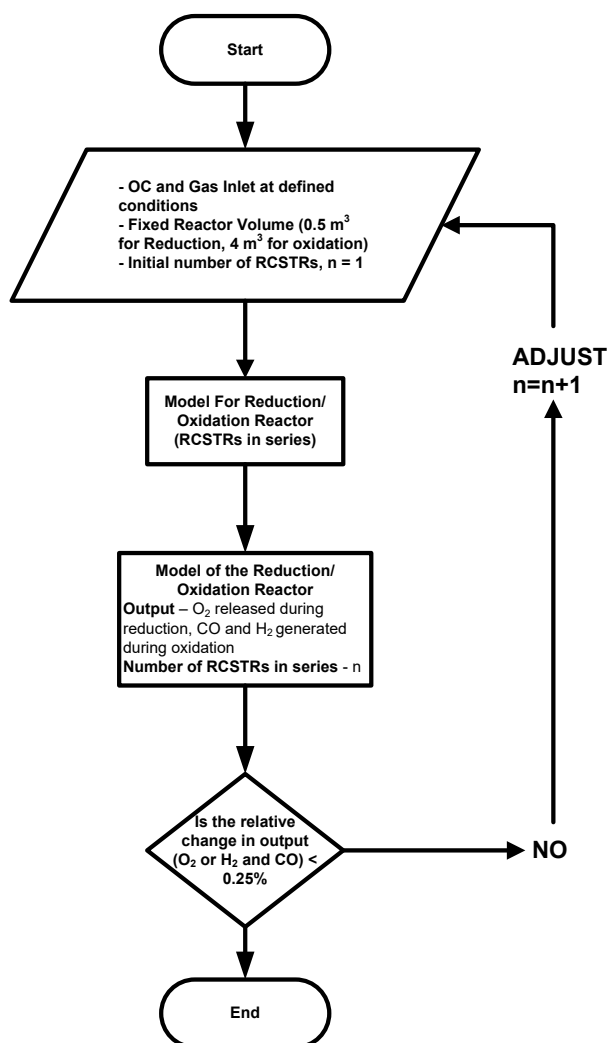 Start
- OC and Gas Inlet at defined
conditions
- Fixed Reactor Volume (0.5 m³
for Reduction, 4 m³ for oxidation)
- Initial number of RCSTRs, n = 1
ADJUST
n=n+1
Model For Reduction/
Oxidation Reactor
(RCSTRs in series)
Model of the Reduction/
Oxidation Reactor
Output – O₂ released during
reduction, CO and H₂ generated
during oxidation
Number of RCSTRs in series - n
Is the relative
change in output
(O₂ or H₂ and CO) <
0.25%
NO
End